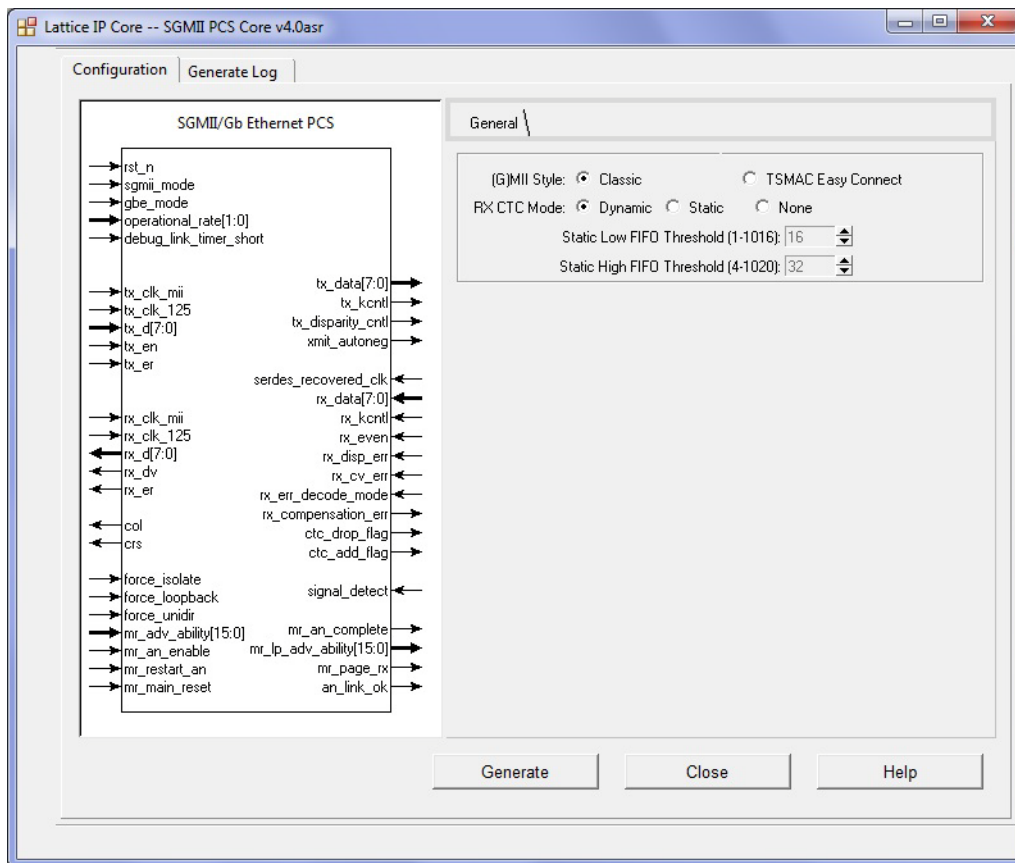 Lattice IP Core -- SGMII PCS Core v4.0asr
Configuration
Generate Log
SGMII/Gb Ethernet PCS
rst_n
sgmii_mode
gbe_mode
operational_rate[1:0]
debug_link_timer_short
tx_clk_mii
tx_clk_125
tx_d[7:0]
tx_en
tx_er
rx_clk_mii
rx_clk_125
rx_d[7:0]
rx_dv
rx_er
col
crs
force_isolate
force_loopback
force_unidir
mr_adv_ability[15:0]
mr_an_enable
mr_restart_an
mr_main_reset
tx_data[7:0]
tx_kcntl
tx_disparity_cntl
xmit_autoneg
serdes_recovered_clk
rx_data[7:0]
rx_kcntl
rx_even
rx_disp_err
rx_cv_err
rx_err_decode_mode
rx_compensation_err
ctc_drop_flag
ctc_add_flag
signal_detect
mr_an_complete
mr_lp_adv_ability[15:0]
mr_page_rx
an_link_ok
General
(G)MII Style: Classic TSMAC Easy Connect
RX CTC Mode: Dynamic Static None
Static Low FIFO Threshold (1-1016): 16
Static High FIFO Threshold (4-1020): 32
Generate
Close
Help